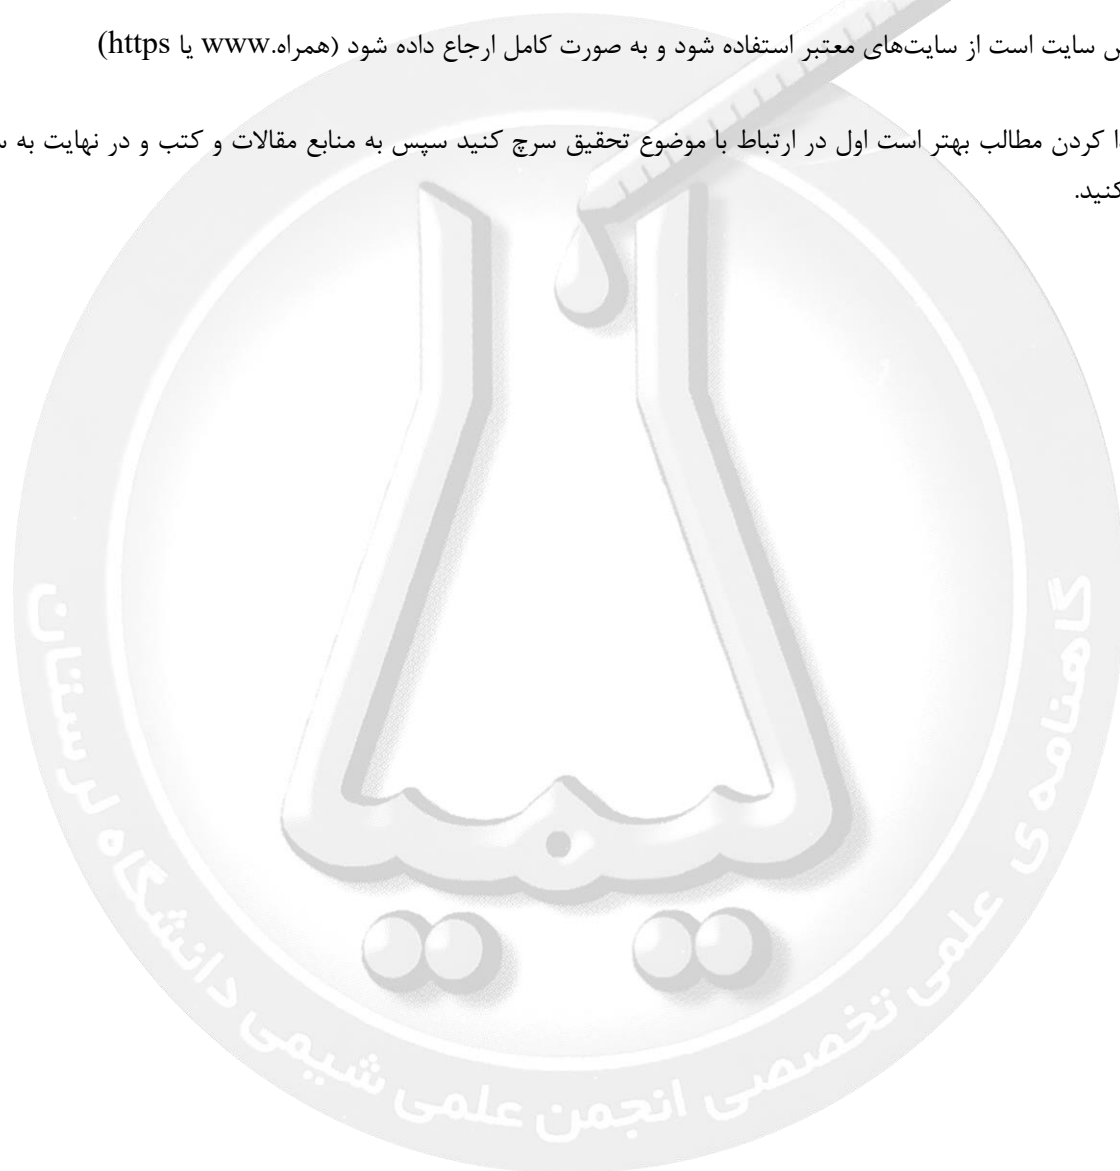 سایت است از سایت‌های معتبر استفاده شود و به صورت کامل ارجاع داده شود (همراه.www یا https)
کردن مطالب بهتر است اول در ارتباط با موضوع تحقیق سرچ کنید سپس به منابع مقالات و کتب و در نهایت به
کنید.
گاهنامه‌ی علمی تخصصی انجمن علمی شیمی دانشگاه لرستان